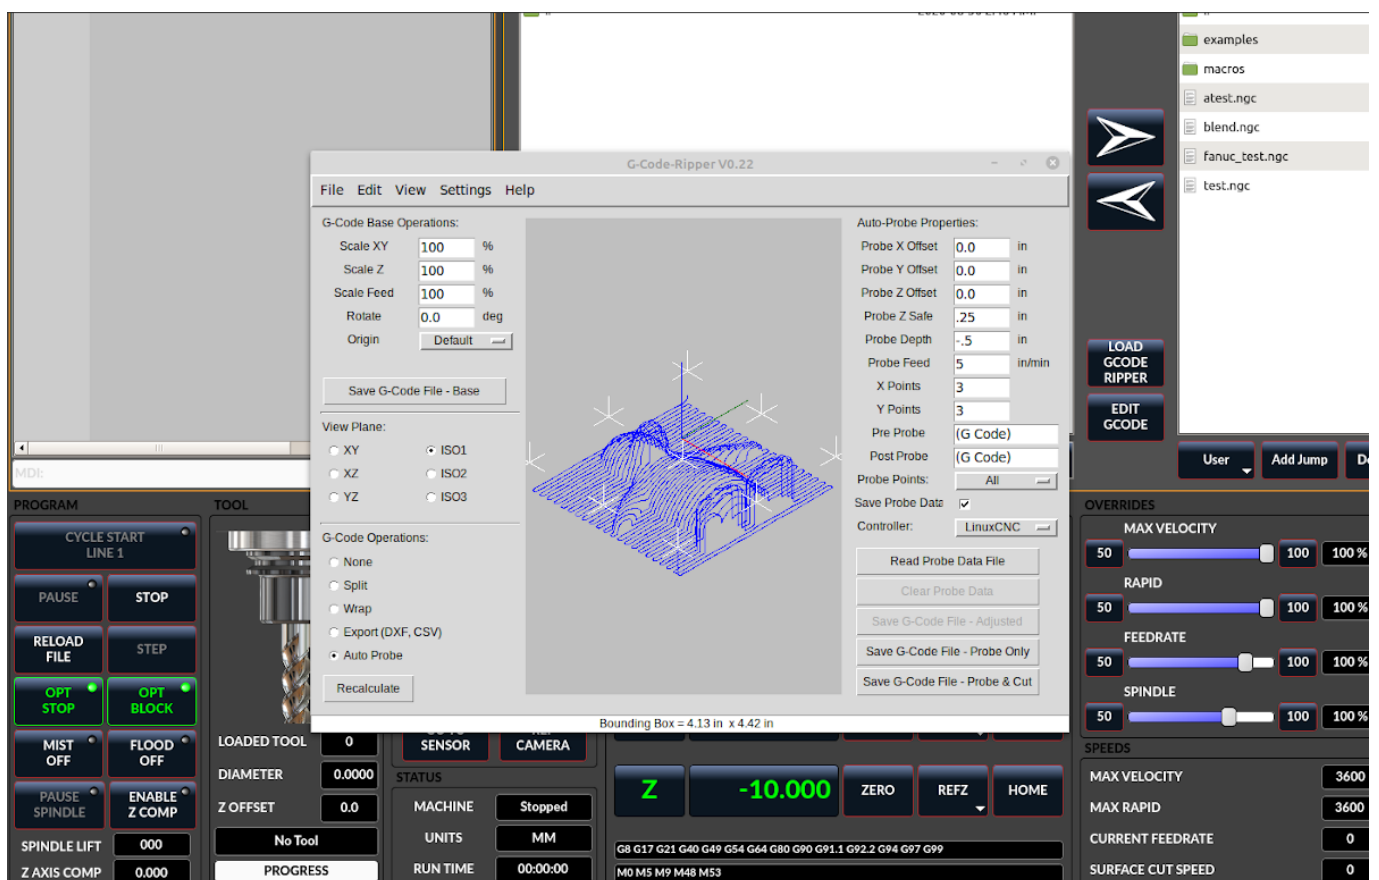 examples
macros
atest.ngc
blend.ngc
fanuc_test.ngc
test.ngc
G-Code-Ripper V0.22
File Edit View Settings Help
G-Code Base Operations:
Scale XY 100 %
Scale Z 100 %
Scale Feed 100 %
Rotate 0.0 deg
Origin Default
Save G-Code File - Base
View Plane:
XY ISO1
XZ ISO2
YZ ISO3
G-Code Operations:
None
Split
Wrap
Export (DXF, CSV)
Auto Probe
Recalculate
Auto-Probe Properties:
Probe X Offset 0.0 in
Probe Y Offset 0.0 in
Probe Z Offset 0.0 in
Probe Z Safe .25 in
Probe Depth -.5 in
Probe Feed 5 in/min
X Points 3
Y Points 3
Pre Probe (G Code)
Post Probe (G Code)
Probe Points: All
Save Probe Data
Controller: LinuxCNC
Read Probe Data File
Clear Probe Data
Save G-Code File - Adjusted
Save G-Code File - Probe Only
Save G-Code File - Probe & Cut
Bounding Box = 4.13 in x 4.42 in
LOAD
GCODE
RIPPER
EDIT
GCODE
User Add Jump
MDI:
PROGRAM
CYCLE START
LINE 1
PAUSE STOP
RELOAD
FILE
STEP
OPT
STOP
OPT
BLOCK
MIST
OFF
FLOOD
OFF
PAUSE
SPINDLE
ENABLE
Z COMP
SPINDLE LIFT 000
Z AXIS COMP 0.000
TOOL
LOADED TOOL 0
DIAMETER 0.0000
Z OFFSET 0.0
No Tool
PROGRESS
SENSOR
CAMERA
STATUS
MACHINE Stopped
UNITS MM
RUN TIME 00:00:00
Z -10.000 ZERO REFZ HOME
G8 G17 G21 G40 G49 G54 G64 G80 G90 G91.1 G92.2 G94 G97 G99
M0 M5 M9 M48 M53
OVERRIDES
MAX VELOCITY
50 100 100 %
RAPID
50 100 100 %
FEEDRATE
50 100 100 %
SPINDLE
50 100 100 %
SPEEDS
MAX VELOCITY 3600
MAX RAPID 3600
CURRENT FEEDRATE 0
SURFACE CUT SPEED 0